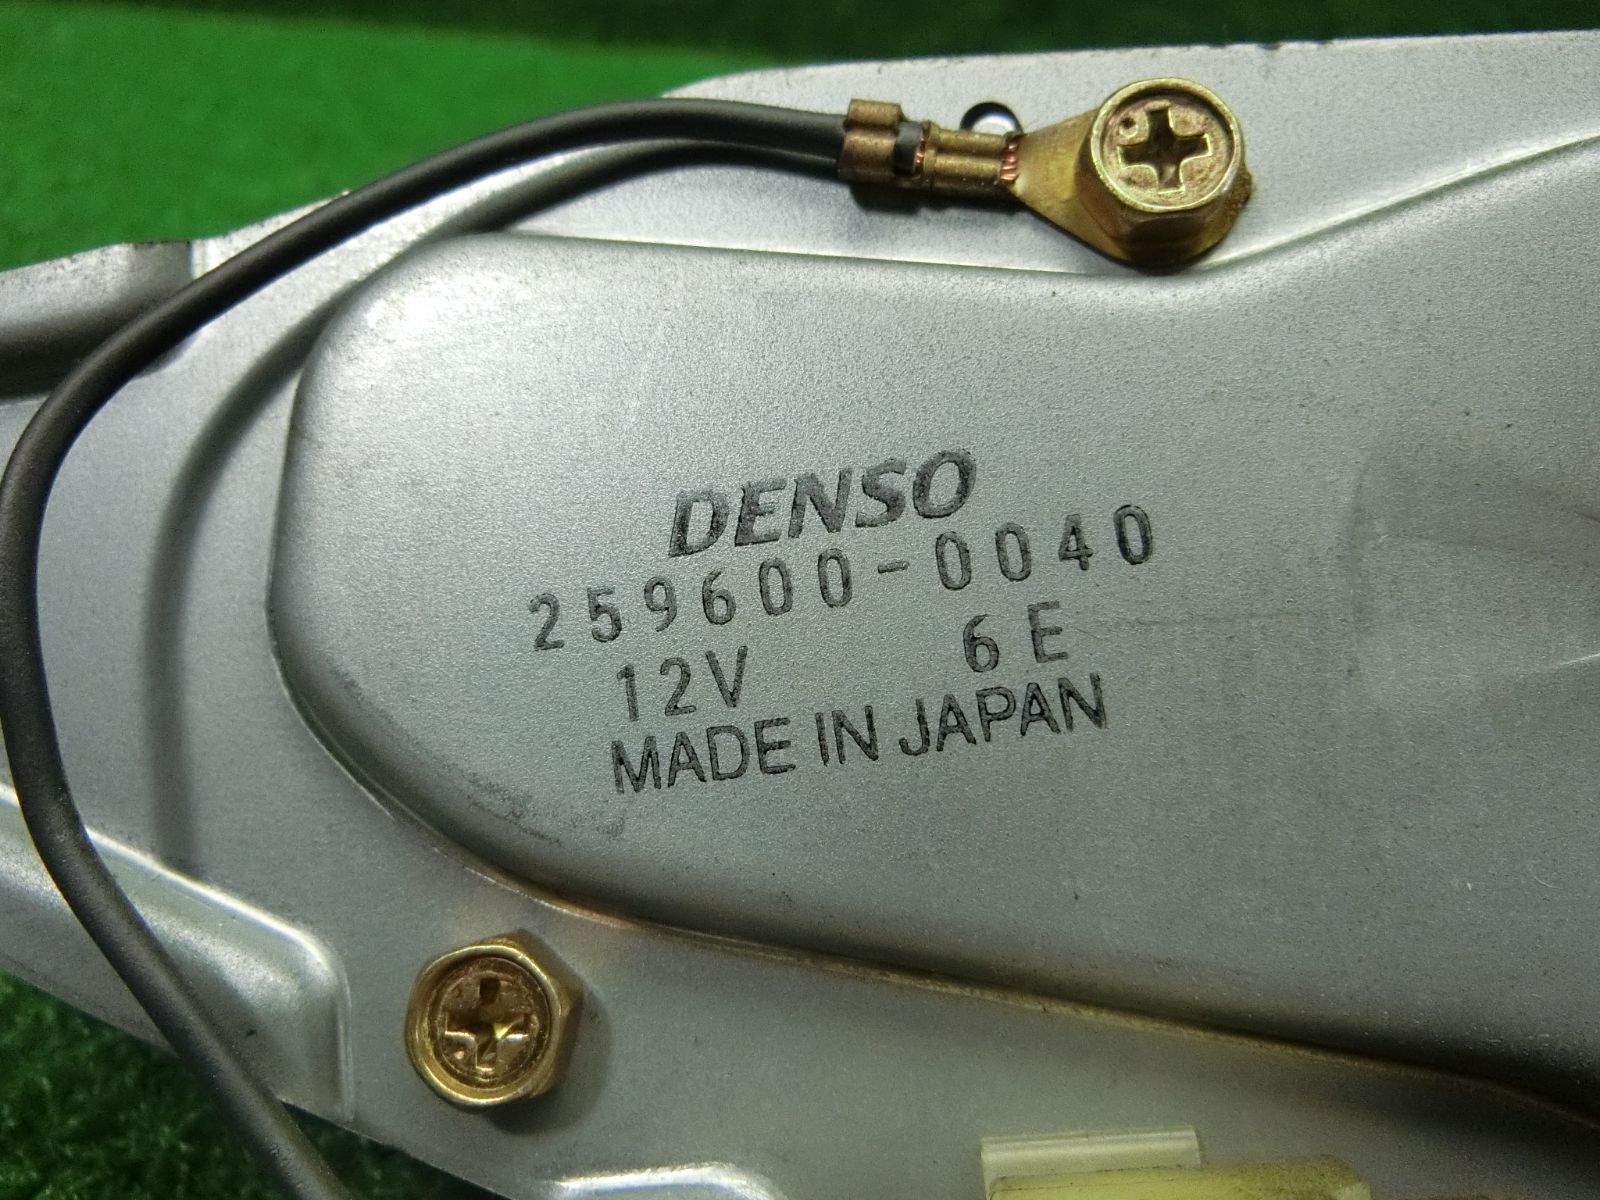 DENSO
259600-0040
12V 6E
MADE IN JAPAN